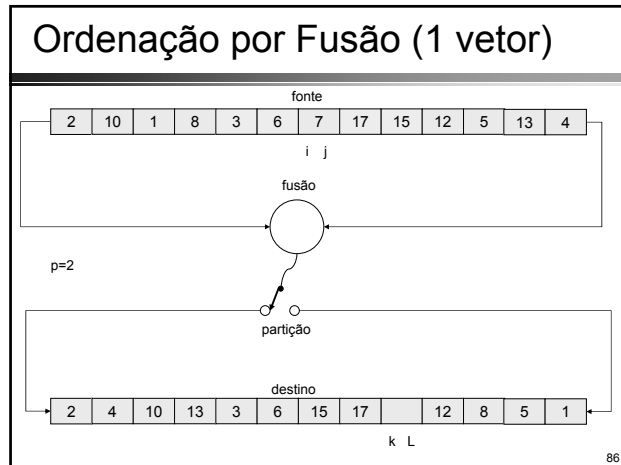 Ordenação por Fusão (1 vetor)
fonte
2 10 1 8 3 6 7 17 15 12 5 13 4
i j
fusão
p=2
partição
destino
2 4 10 13 3 6 15 17 12 8 5 1
k L
86